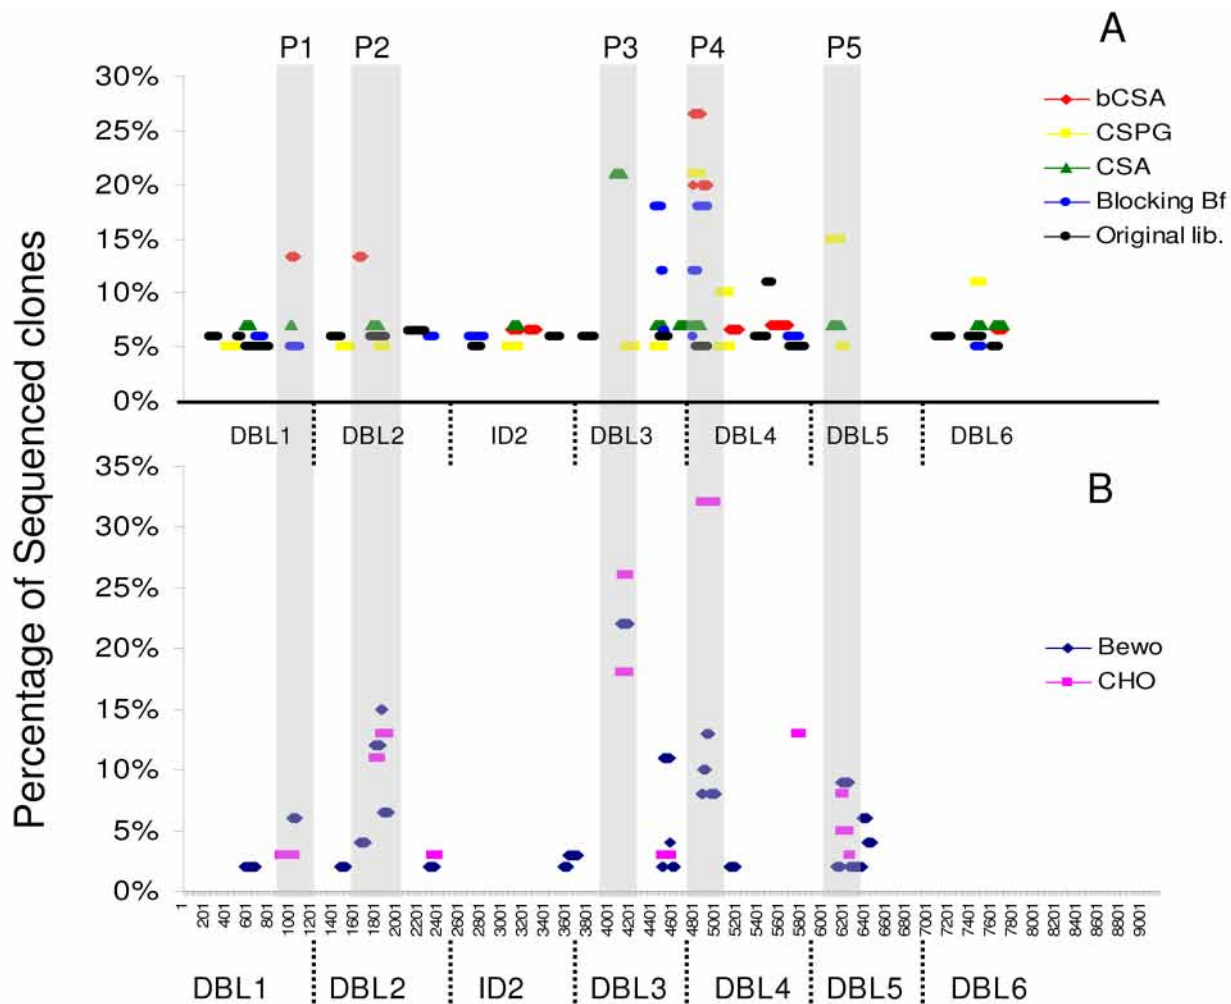 A
P1 P2 P3 P4 P5
30%
25%
20%
15%
10%
5%
0%
bCSA
CSPG
CSA
Blocking Bf
Original lib.
DBL1 DBL2 ID2 DBL3 DBL4 DBL5 DBL6
Percentage of Sequenced clones
B
35%
30%
25%
20%
15%
10%
5%
0%
Bewo
CHO
1 201 401 601 801 1001 1201 1401 1601 1801 2001 2201 2401 2601 2801 3001 3201 3401 3601 3801 4001 4201 4401 4601 4801 5001 5201 5401 5601 5801 6001 6201 6401 6601 6801 7001 7201 7401 7601 7801 8001 8201 8401 8601 8801 9001
DBL1 DBL2 ID2 DBL3 DBL4 DBL5 DBL6